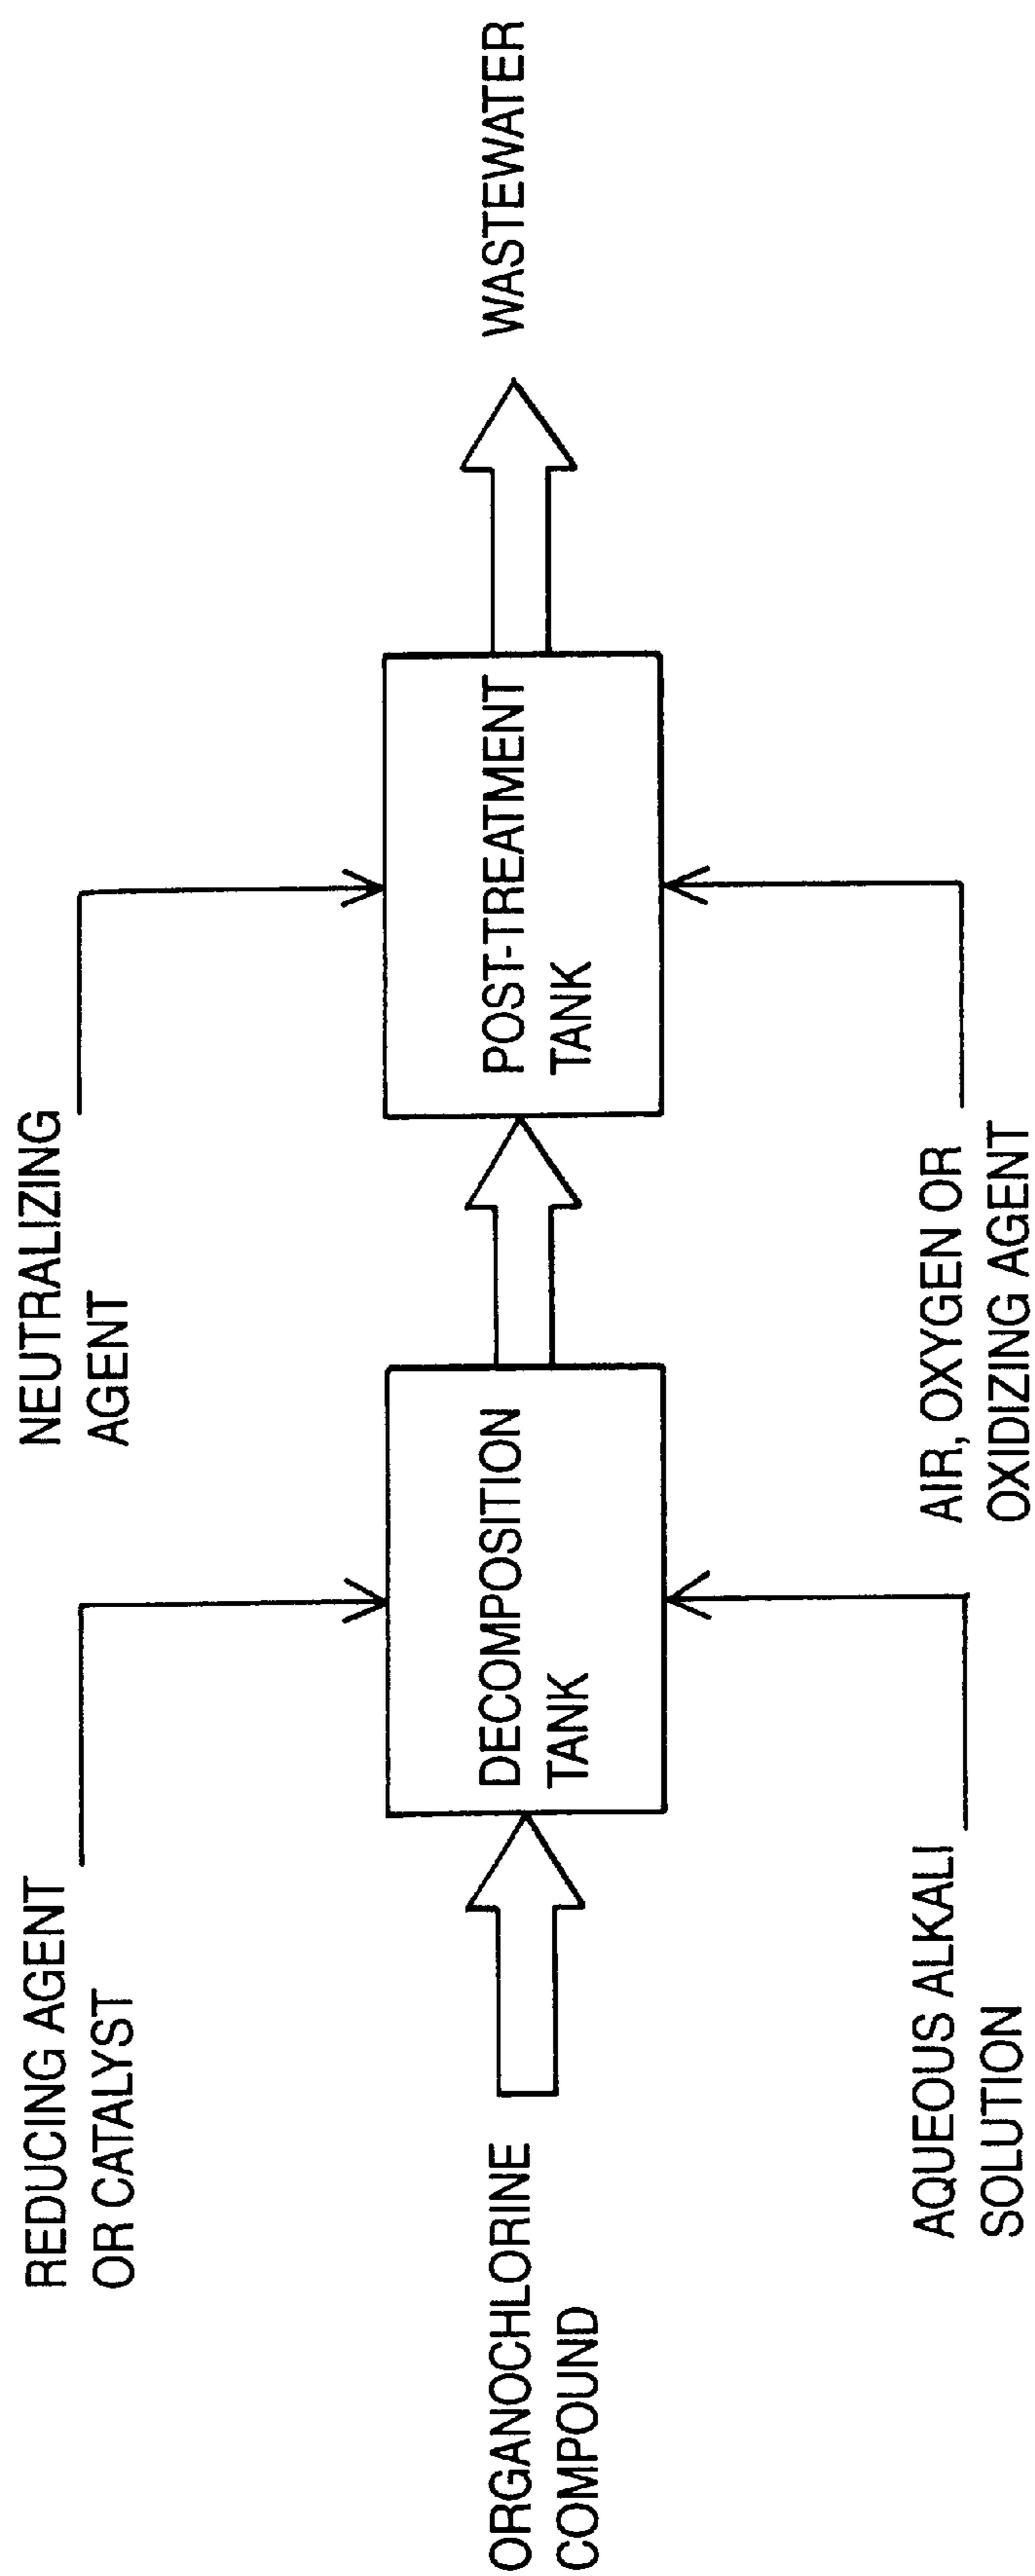 REDUCING AGENT
OR CATALYST
NEUTRALIZING
AGENT
ORGANOCHLORINE
COMPOUND
DECOMPOSITION
TANK
POST-TREATMENT
TANK
WASTEWATER
AQUEOUS ALKALI
SOLUTION
AIR, OXYGEN OR
OXIDIZING AGENT